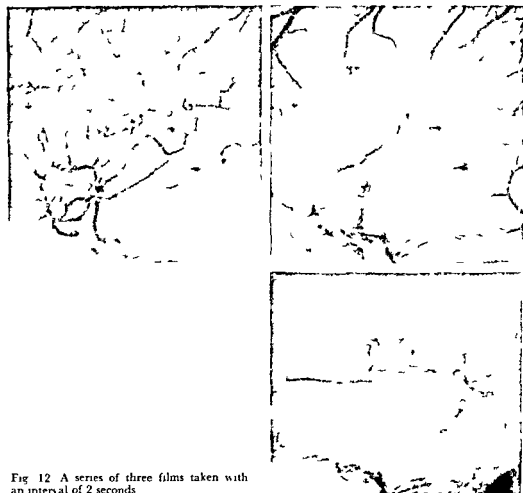 Fig 12 A series of three films taken with
an interval of 2 seconds